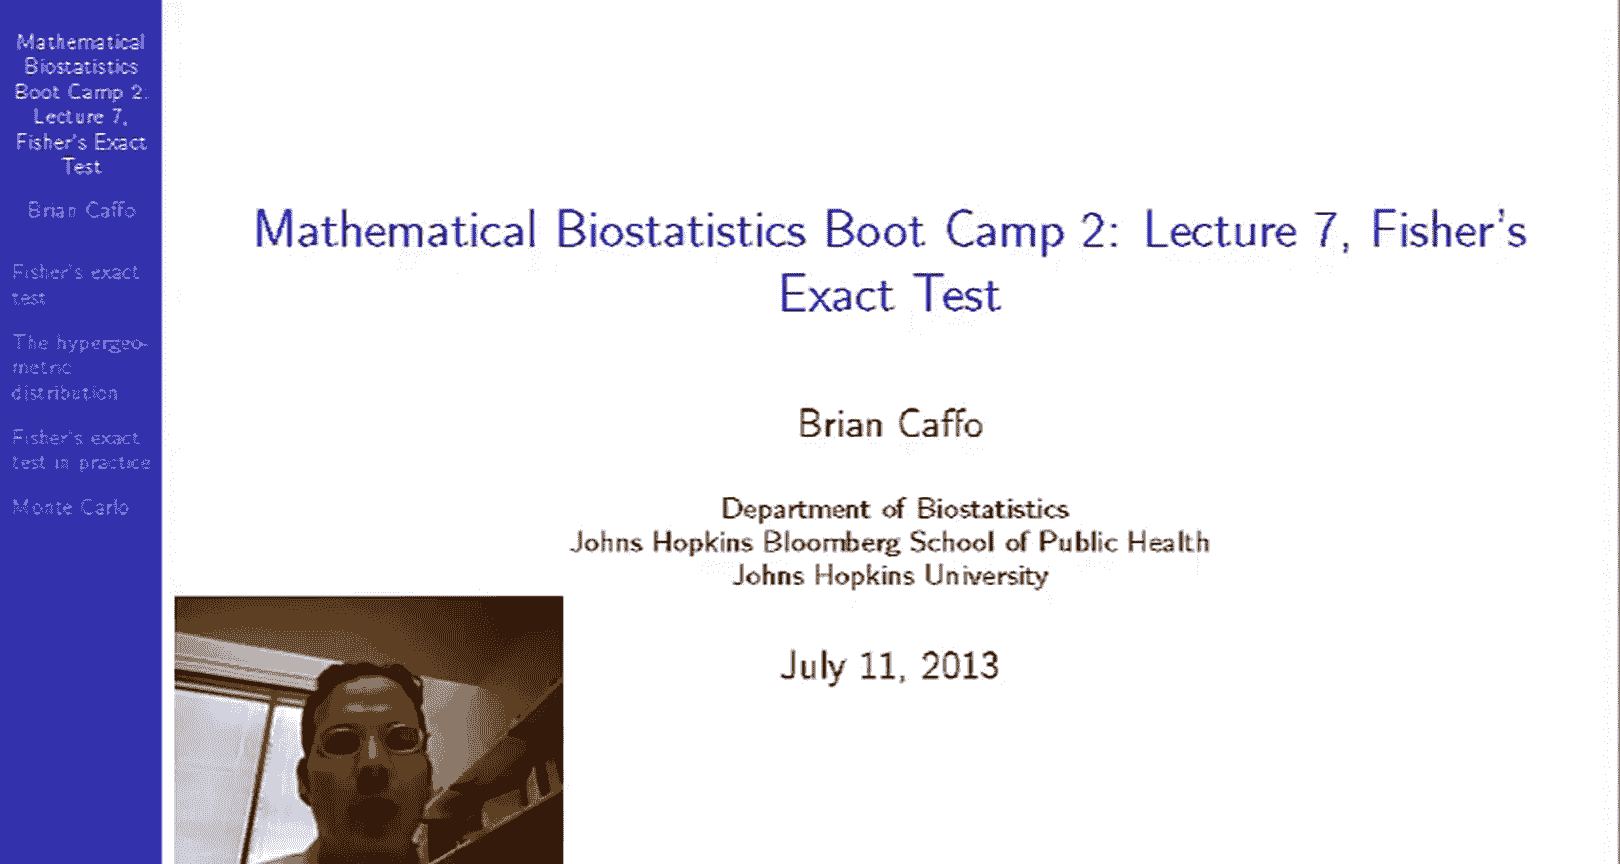 Mathematical
Biostatistics
Boot Camp 2:
Lecture 7,
Fisher's Exact
Test
Brian Caffo
Fisher's exact
test
The hypergeo-
metric
distribution
Fisher's exact
test in practice
Monte Carlo
Mathematical Biostatistics Boot Camp 2: Lecture 7, Fisher's
Exact Test
Brian Caffo
Department of Biostatistics
Johns Hopkins Bloomberg School of Public Health
Johns Hopkins University
July 11, 2013